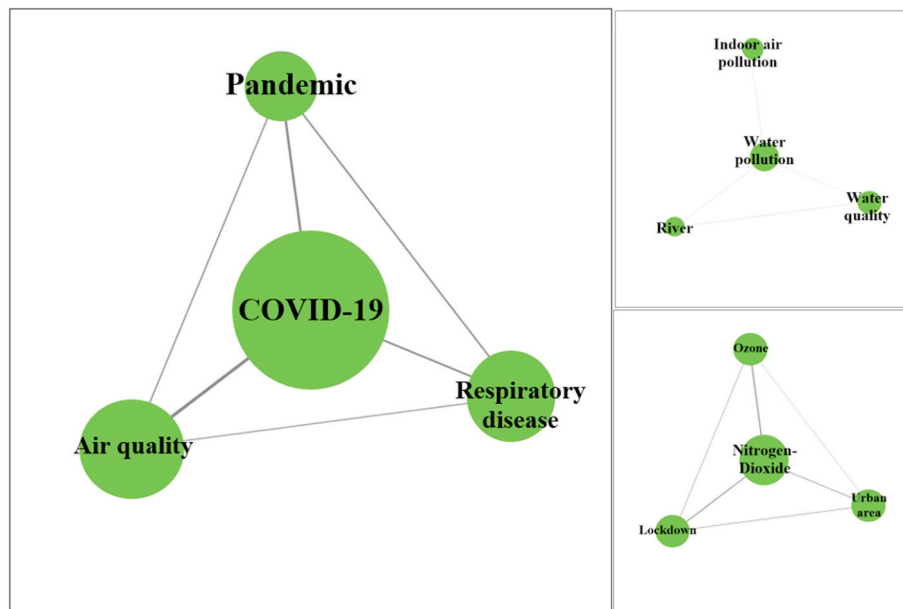 Pandemic
COVID-19
Respiratory
disease
Air quality
Indoor air
pollution
Water
pollution
Water
quality
River
Ozone
Nitrogen-
Dioxide
Urban
area
Lockdown